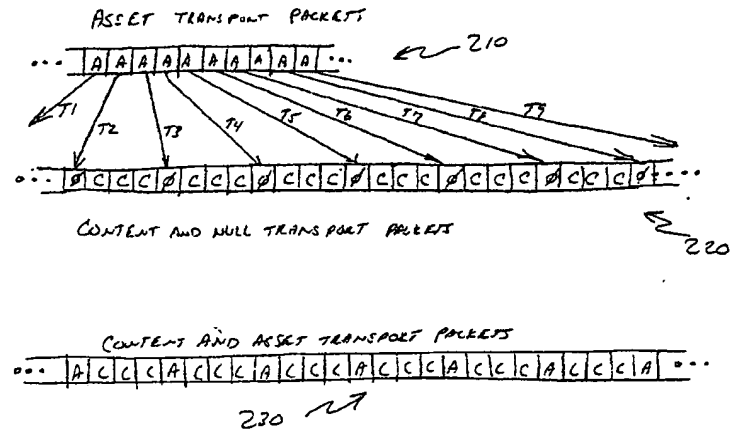 ASSET TRANSPORT PACKETS
... A A A A A A A A A ...
210
T1 T2 T3 T4 T5 T6 T7 T8 T9
... Ø C C C Ø C C C Ø C C C Ø C C C Ø C C C Ø C C C Ø ...
CONTENT AND NULL TRANSPORT PACKETS
220
CONTENT AND ASSET TRANSPORT PACKETS
... A C C C A C C C A C C C A C C C A C C C A C C C A ...
230